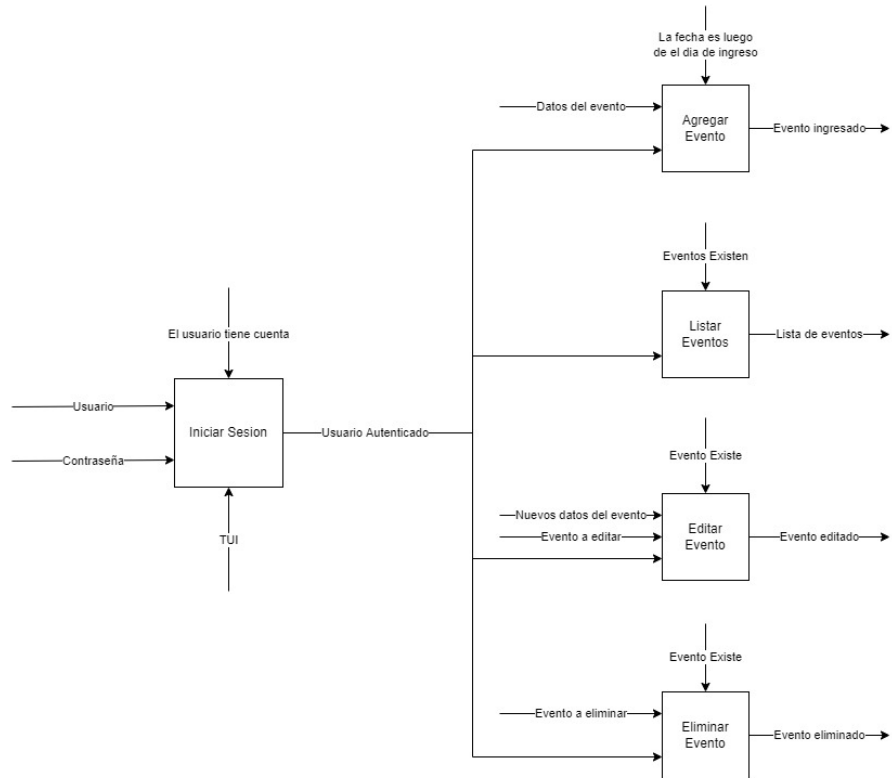 La fecha es luego
de el dia de ingreso
Datos del evento
Agregar
Evento
Evento ingresado
Eventos Existen
Listar
Eventos
Lista de eventos
El usuario tiene cuenta
Usuario
Contraseña
Iniciar Sesion
Usuario Autenticado
TUI
Evento Existe
Nuevos datos del evento
Evento a editar
Editar
Evento
Evento editado
Evento Existe
Evento a eliminar
Eliminar
Evento
Evento eliminado